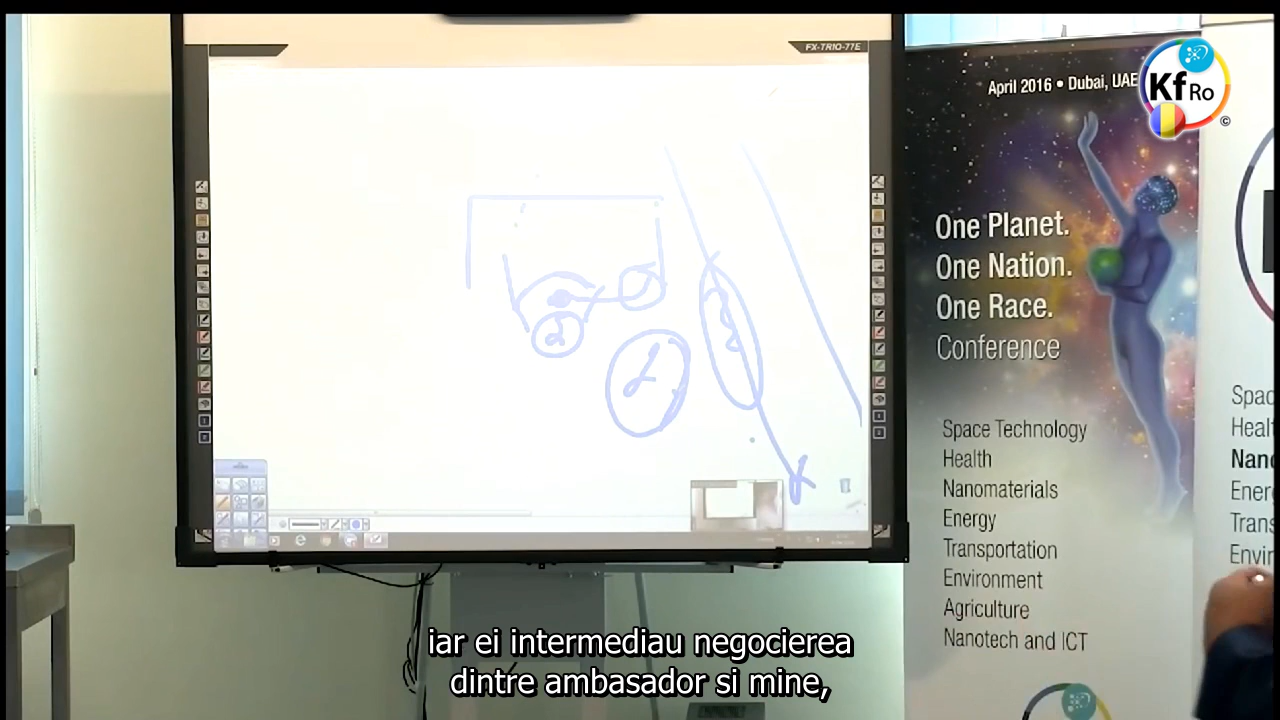 FX-TRIO-77E
April 2016 • Dubai, UAE
Kf Ro
©
One Planet.
One Nation.
One Race.
Conference
Space Technology
Health
Nanomaterials
Energy
Transportation
Environment
Agriculture
Nanotech and ICT
Spac
Healt
Nano
Ener
Trans
Envir
iar ei intermediau negocierea
dintre ambasador si mine,